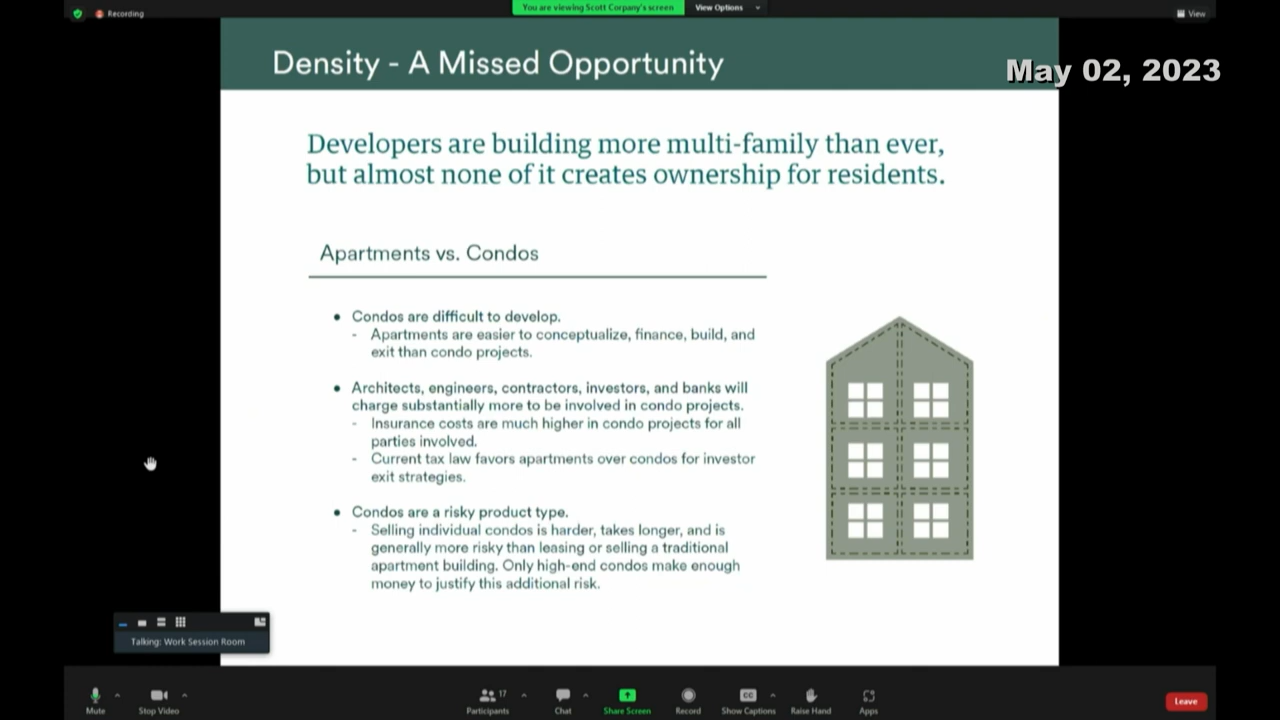 Recording
You are viewing Scott Corpany's screen
View Options
View
Density - A Missed Opportunity
May 02, 2023
Developers are building more multi-family than ever,
but almost none of it creates ownership for residents.
Apartments vs. Condos
• Condos are difficult to develop.
- Apartments are easier to conceptualize, finance, build, and
exit than condo projects.
• Architects, engineers, contractors, investors, and banks will
charge substantially more to be involved in condo projects.
- Insurance costs are much higher in condo projects for all
parties involved.
- Current tax law favors apartments over condos for investor
exit strategies.
• Condos are a risky product type.
- Selling individual condos is harder, takes longer, and is
generally more risky than leasing or selling a traditional
apartment building. Only high-end condos make enough
money to justify this additional risk.
Talking: Work Session Room
Mute
Stop Video
Participants
17
Chat
Share Screen
Record
CC
Show Captions
Raise Hand
Apps
Leave